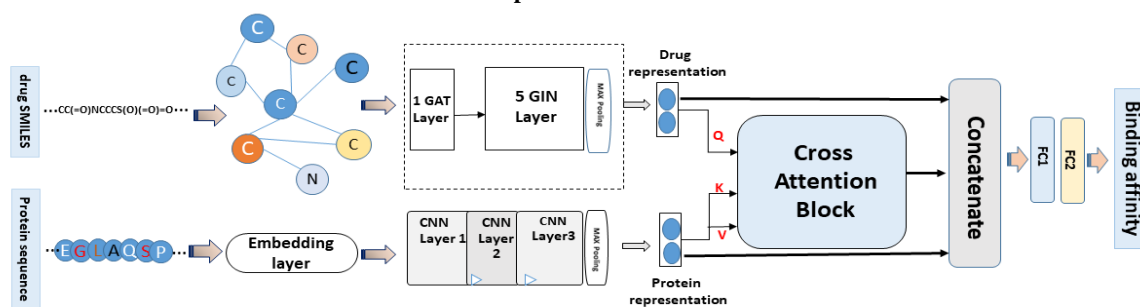 drug SMILES
...CC(=O)NCCCS(O)(=O)=O...
C
C
C
C
C
C
C
N
1 GAT
Layer
5 GIN
Layer
MAX Pooling
Drug
representation
Q
K
V
Cross
Attention
Block
Concatenate
FC1
FC2
Binding affinity
Protein sequence
...EGLAQSP...
Embedding
layer
CNN
Layer 1
CNN
Layer
2
CNN
Layer3
MAX Pooling
Protein
representation